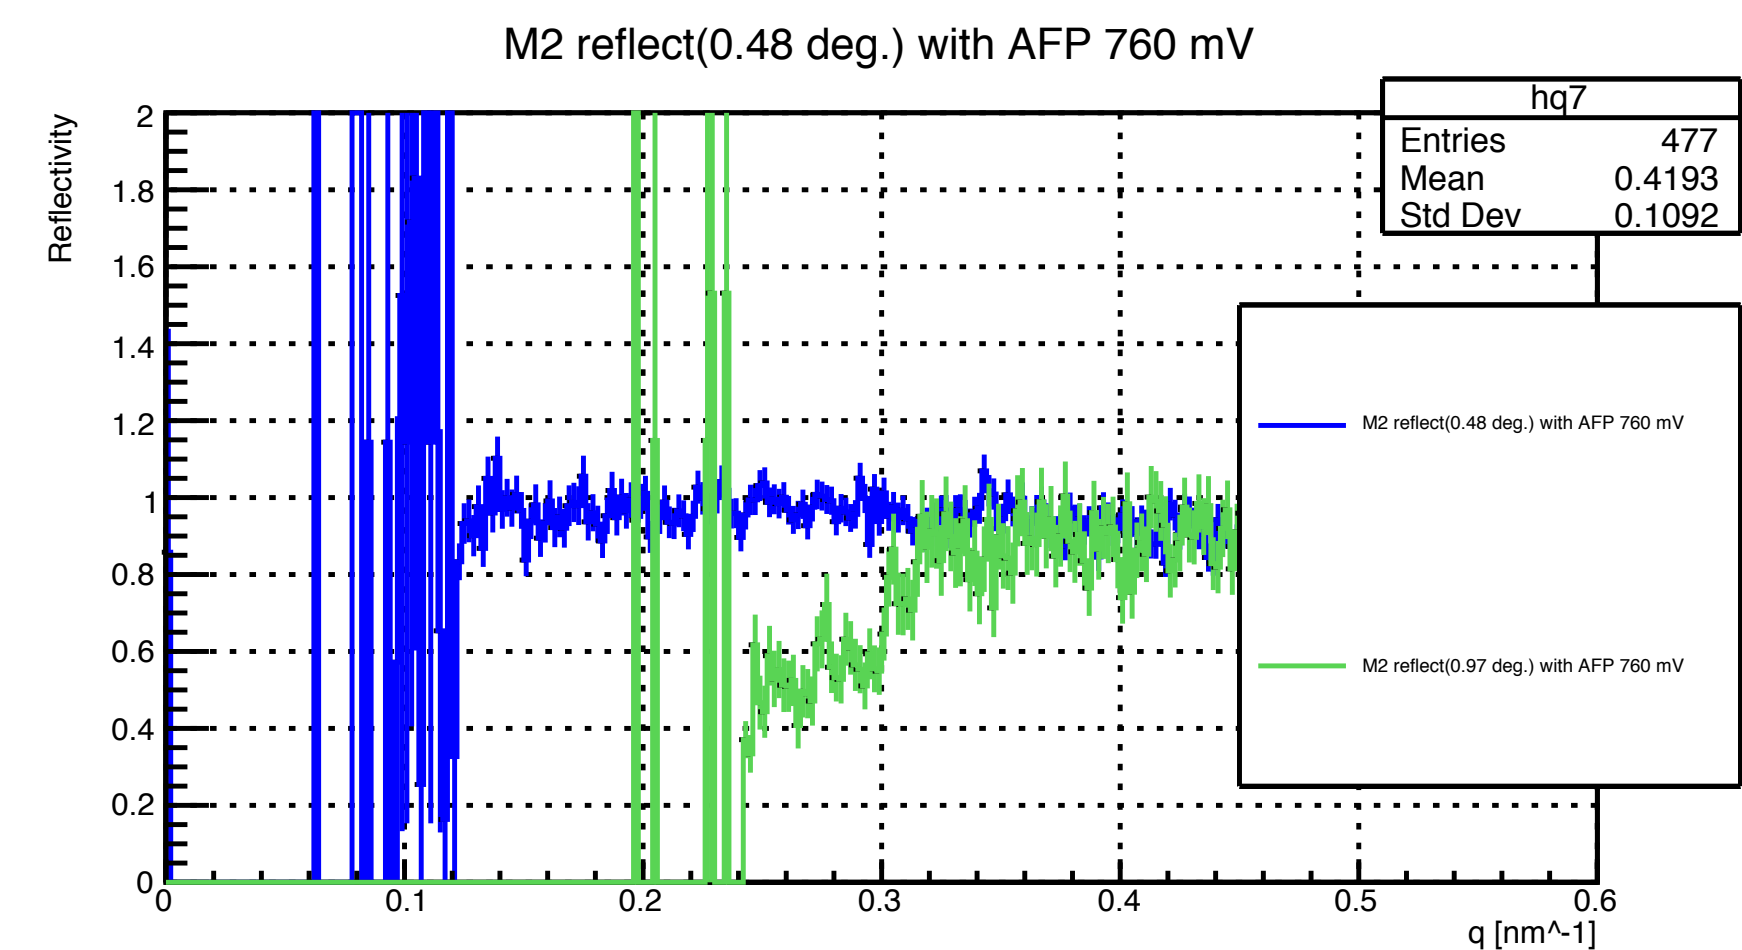 M2 reflect(0.48 deg.) with AFP 760 mV
hq7
Entries 477
Mean 0.4193
Std Dev 0.1092
Reflectivity
2
1.8
1.6
1.4
1.2
1
0.8
0.6
0.4
0.2
0
M2 reflect(0.48 deg.) with AFP 760 mV
M2 reflect(0.97 deg.) with AFP 760 mV
0 0.1 0.2 0.3 0.4 0.5 0.6
q [nm^-1]